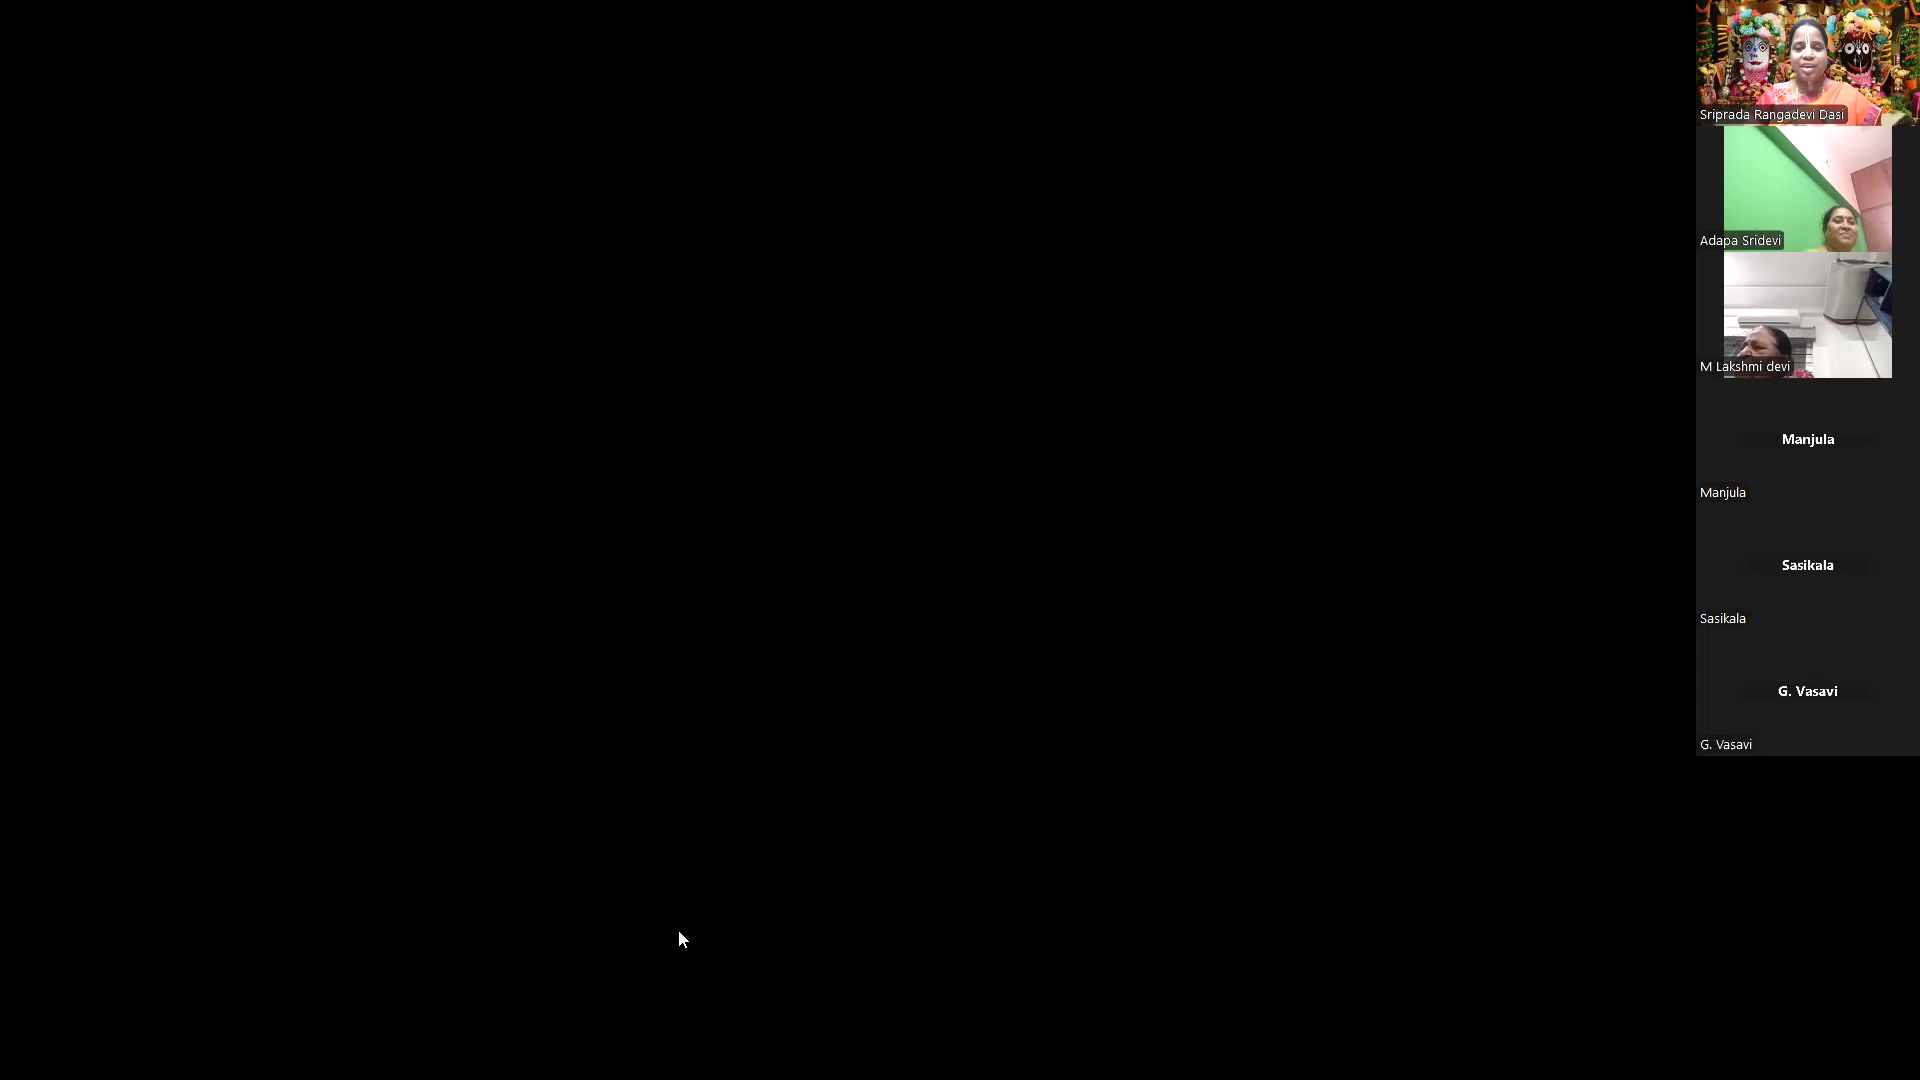 Sriprada Rangadevi Dasi
Adapa Sridevi
M Lakshmi devi
Manjula
Manjula
Sasikala
Sasikala
G. Vasavi
G. Vasavi